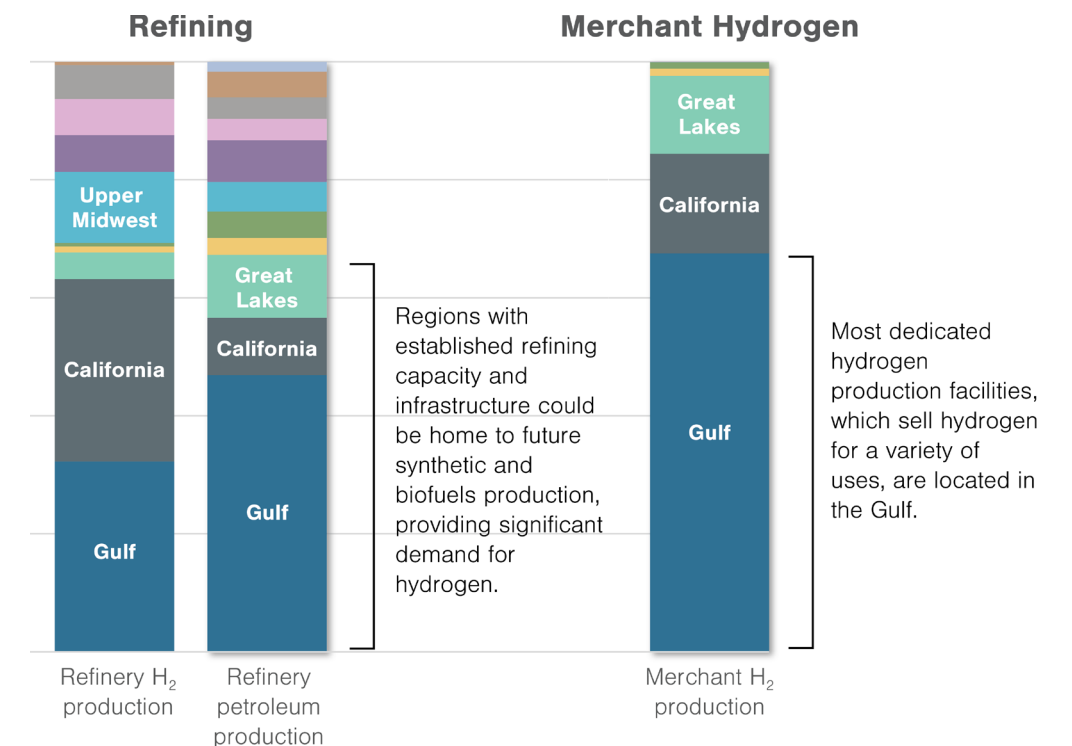 Refining
Merchant Hydrogen
Upper
Midwest
California
Gulf
Great
Lakes
California
Gulf
Regions with
established refining
capacity and
infrastructure could
be home to future
synthetic and
biofuels production,
providing significant
demand for
hydrogen.
Great
Lakes
California
Gulf
Most dedicated
hydrogen
production facilities,
which sell hydrogen
for a variety of
uses, are located in
the Gulf.
Refinery H₂
production
Refinery
petroleum
production
Merchant H₂
production